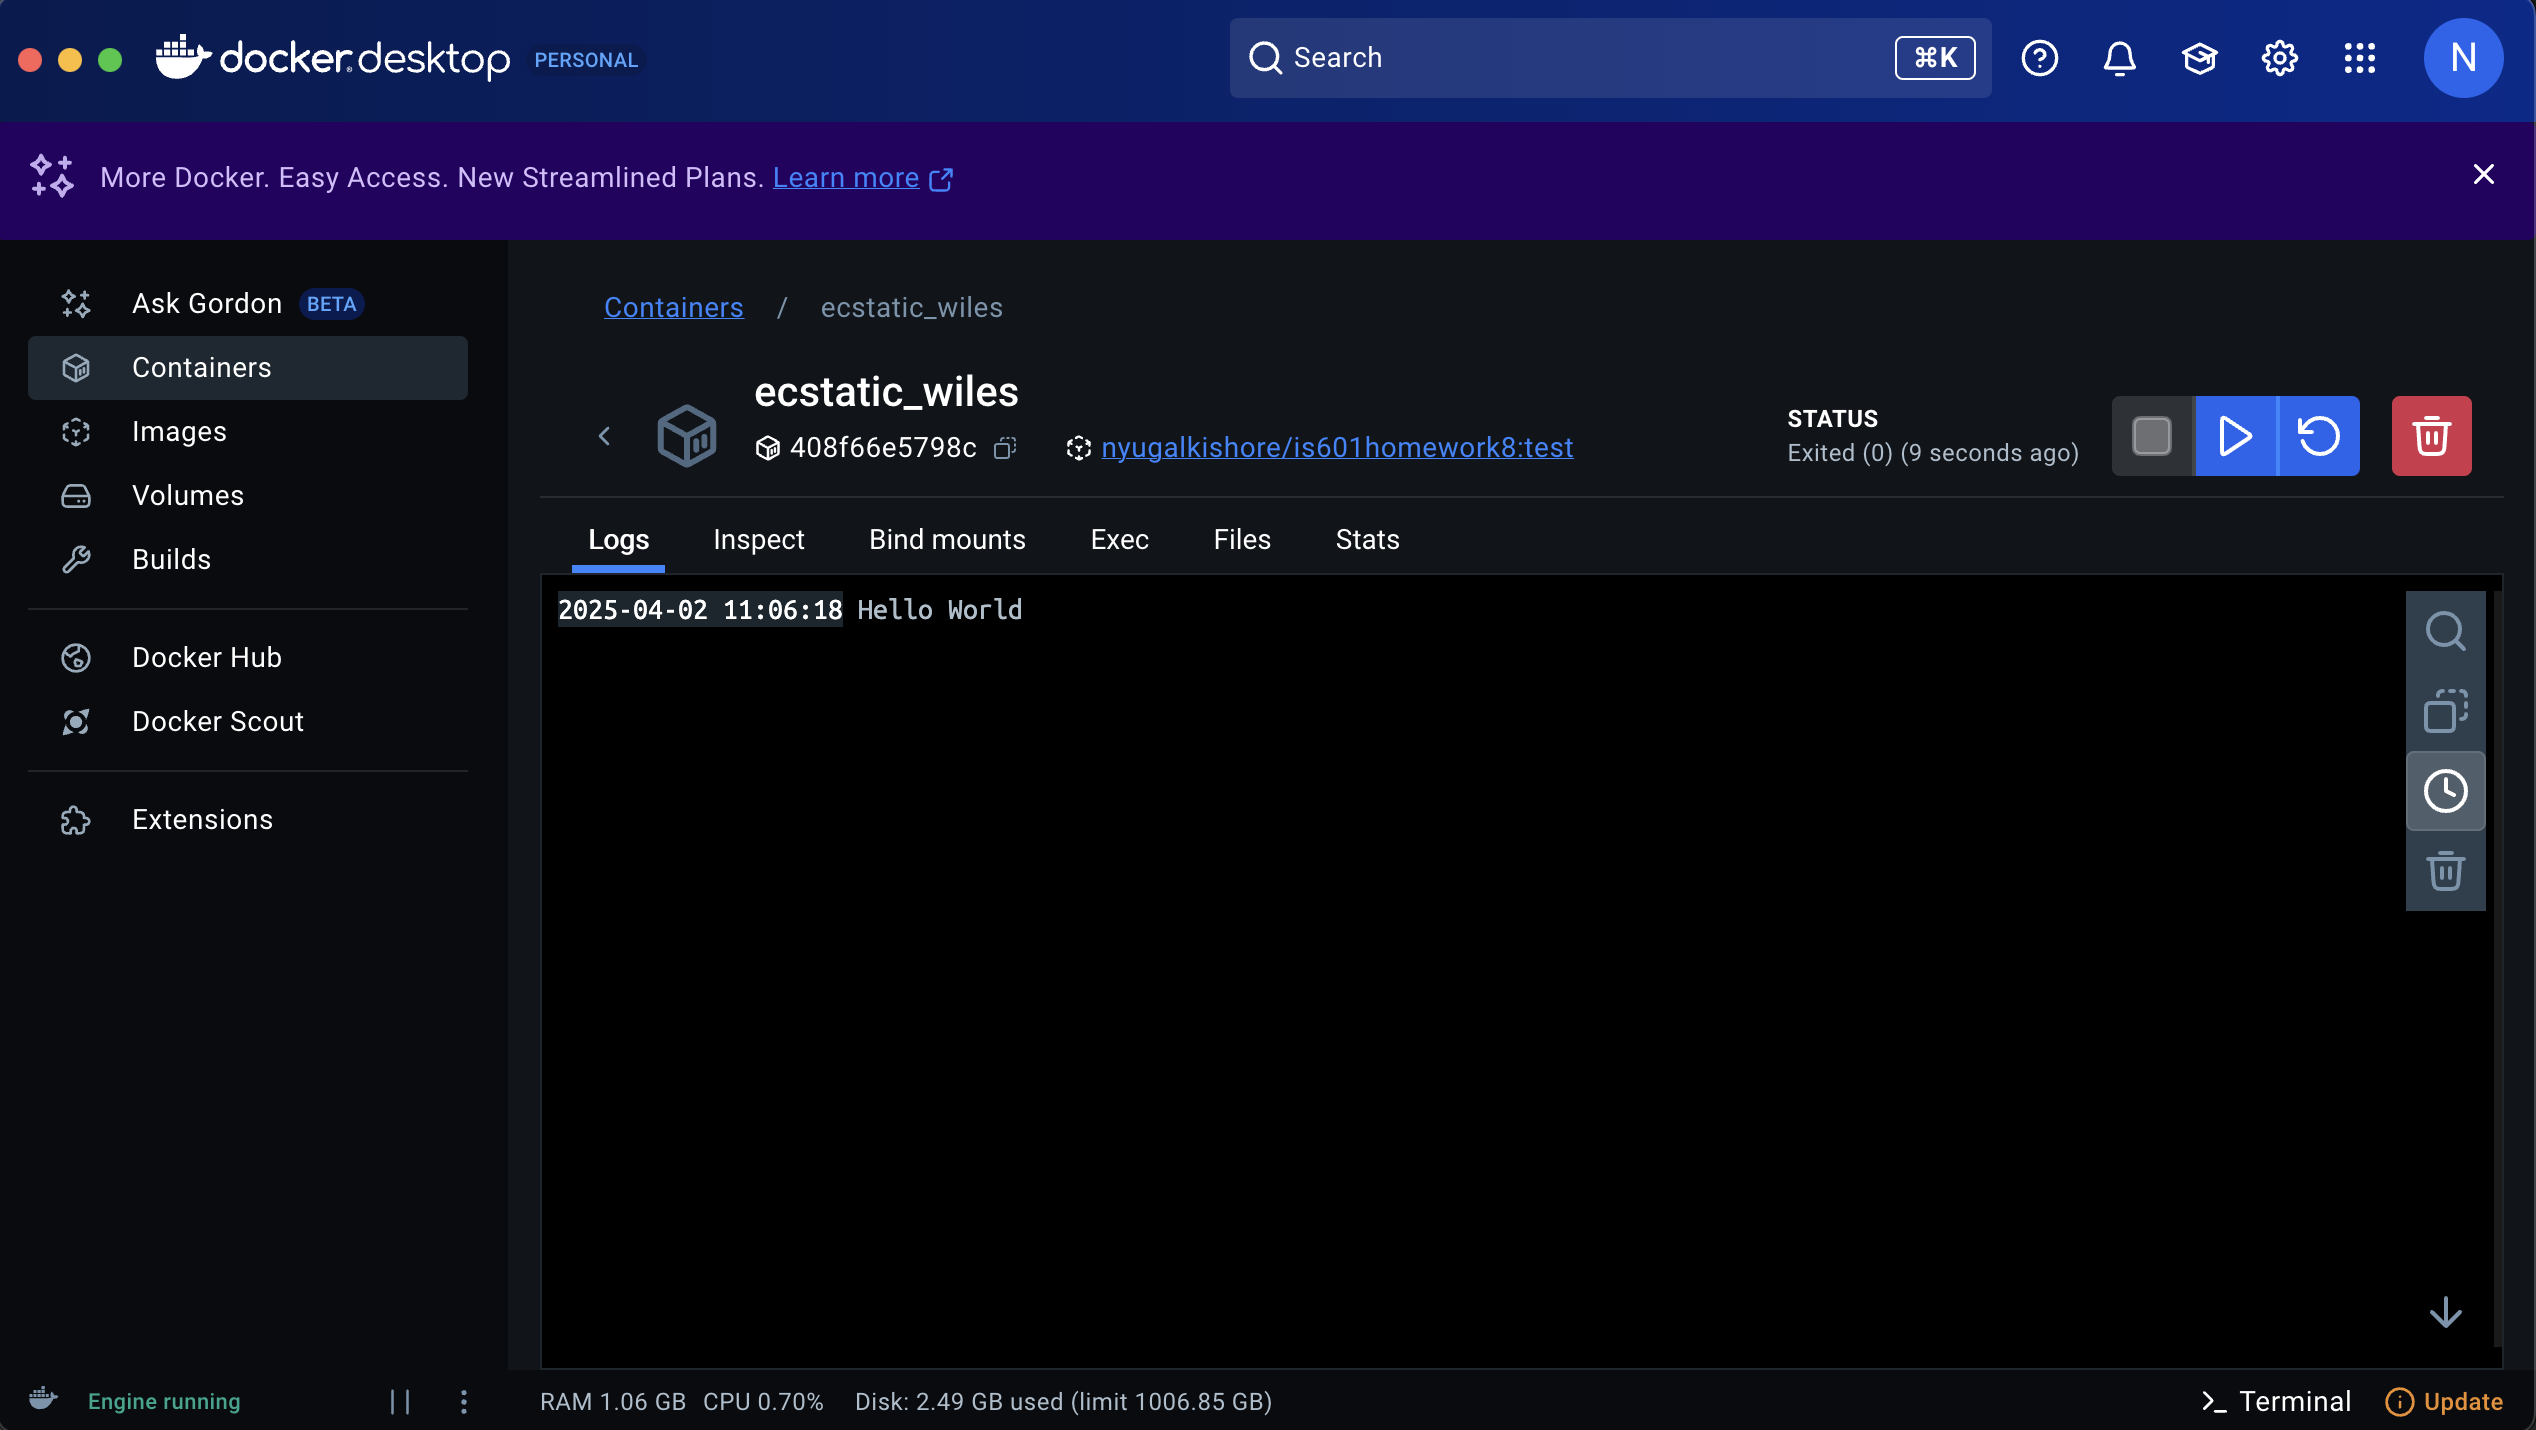 docker desktop PERSONAL
Search ⌘K
N
More Docker. Easy Access. New Streamlined Plans. Learn more
Ask Gordon BETA
Containers
Images
Volumes
Builds
Docker Hub
Docker Scout
Extensions
Containers / ecstatic_wiles
ecstatic_wiles
408f66e5798c nyugalkishore/is601homework8:test
STATUS
Exited (0) (9 seconds ago)
Logs Inspect Bind mounts Exec Files Stats
2025-04-02 11:06:18 Hello World
Engine running
RAM 1.06 GB CPU 0.70% Disk: 2.49 GB used (limit 1006.85 GB)
Terminal
Update